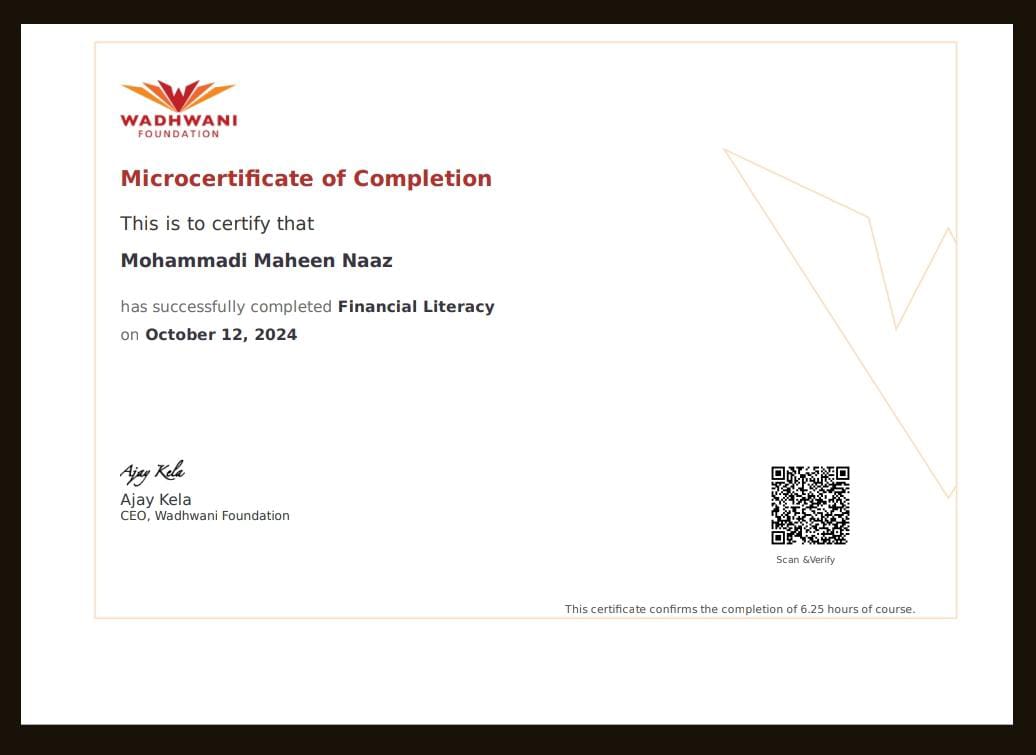 WADHWANI
FOUNDATION
Microcertificate of Completion
This is to certify that
Mohammadi Maheen Naaz
has successfully completed Financial Literacy
on October 12, 2024
Ajay Kela
Ajay Kela
CEO, Wadhwani Foundation
Scan &Verify
This certificate confirms the completion of 6.25 hours of course.